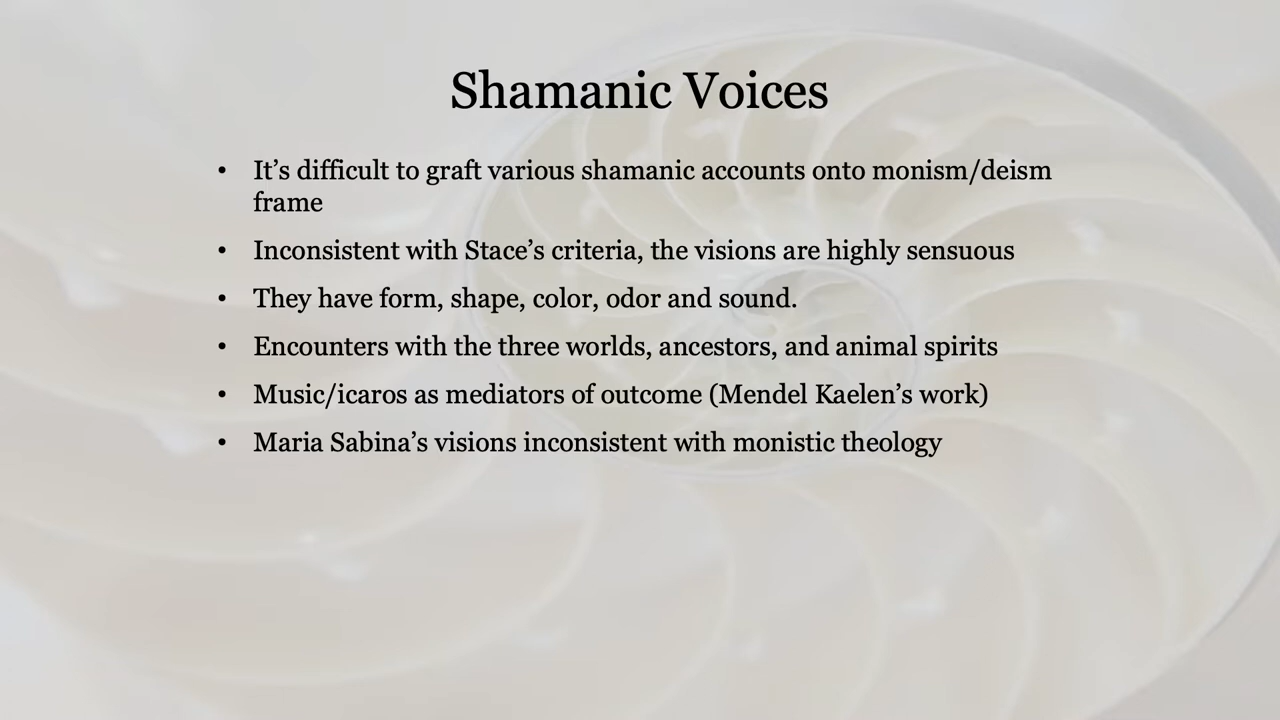 Shamanic Voices
• It’s difficult to graft various shamanic accounts onto monism/deism
frame
• Inconsistent with Stace’s criteria, the visions are highly sensuous
• They have form, shape, color, odor and sound.
• Encounters with the three worlds, ancestors, and animal spirits
• Music/icaros as mediators of outcome (Mendel Kaelen’s work)
• Maria Sabina’s visions inconsistent with monistic theology